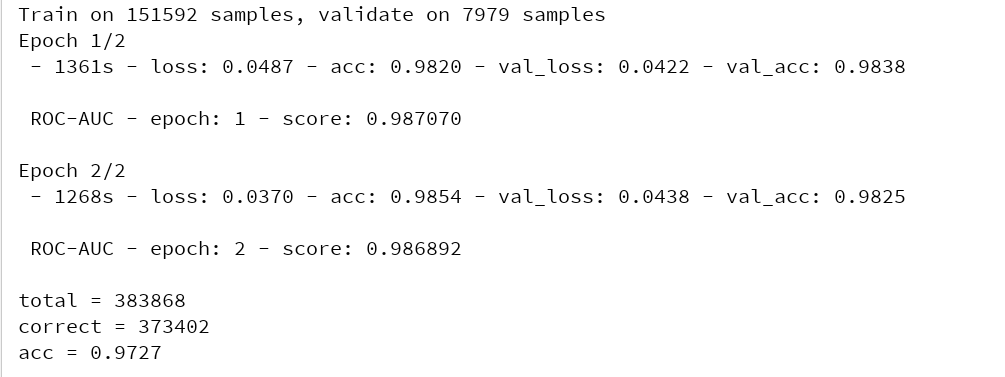 Train on 151592 samples, validate on 7979 samples
Epoch 1/2
- 1361s - loss: 0.0487 - acc: 0.9820 - val_loss: 0.0422 - val_acc: 0.9838
ROC-AUC - epoch: 1 - score: 0.987070
Epoch 2/2
- 1268s - loss: 0.0370 - acc: 0.9854 - val_loss: 0.0438 - val_acc: 0.9825
ROC-AUC - epoch: 2 - score: 0.986892
total = 383868
correct = 373402
acc = 0.9727